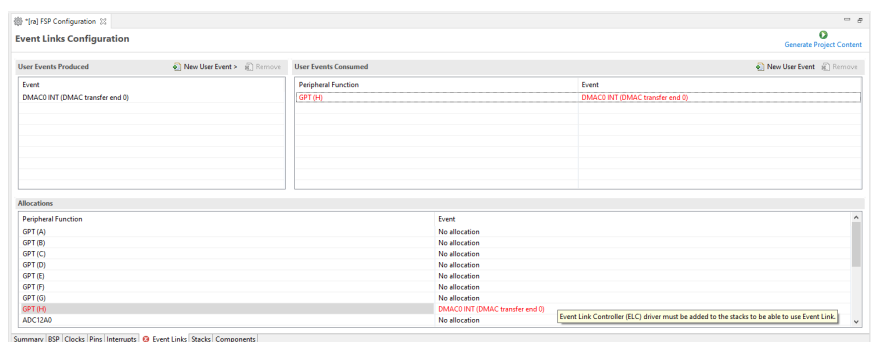 *[ra] FSP Configuration
Event Links Configuration
Generate Project Content
User Events Produced New User Event > Remove
User Events Consumed New User Event Remove
Event
DMAC0 INT (DMAC transfer end 0)
Peripheral Function Event
GPT (H) DMAC0 INT (DMAC transfer end 0)
Allocations
Peripheral Function Event
GPT (A) No allocation
GPT (B) No allocation
GPT (C) No allocation
GPT (D) No allocation
GPT (E) No allocation
GPT (F) No allocation
GPT (G) No allocation
GPT (H) DMAC0 INT (DMAC transfer end 0)
ADC12A0 No allocation
Event Link Controller (ELC) driver must be added to the stacks to be able to use Event Link.
Summary BSP Clocks Pins Interrupts Event Links Stacks Components